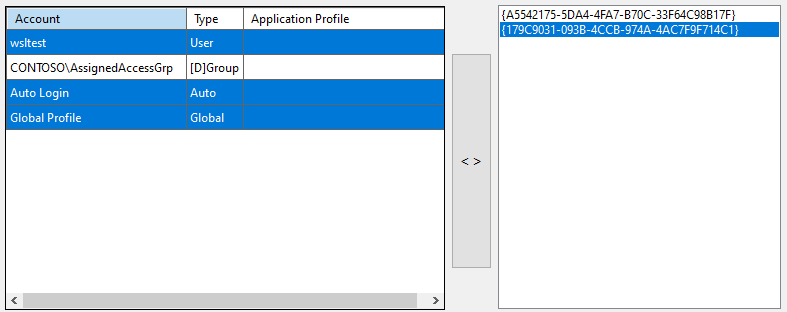 Account Type Application Profile
wsltest User
CONTOSO\AssignedAccessGrp [D]Group
Auto Login Auto
Global Profile Global
< >
{A5542175-5DA4-4FA7-B70C-33F64C98B17F}
{179C9031-093B-4CCB-974A-4AC7F9F714C1}